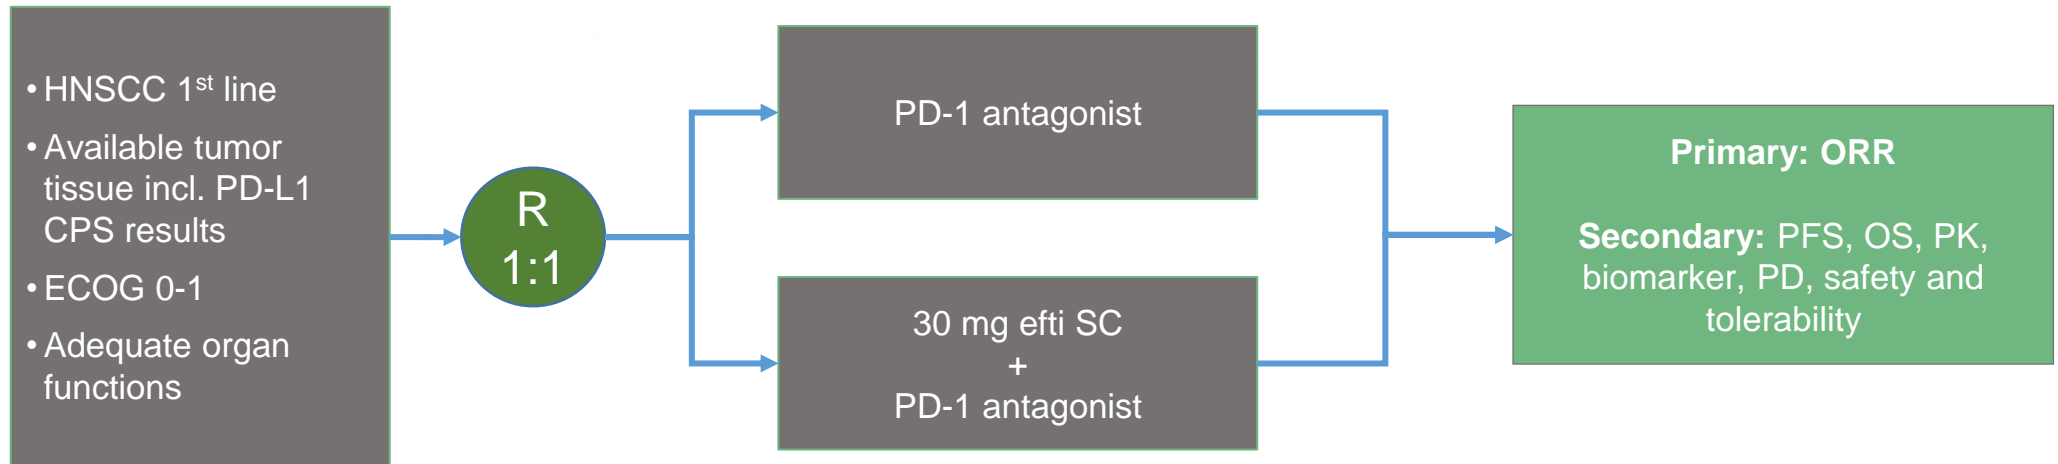 • HNSCC 1st line
• Available tumor
tissue incl. PD-L1
CPS results
• ECOG 0-1
• Adequate organ
functions
R
1:1
PD-1 antagonist
30 mg efti SC
+
PD-1 antagonist
Primary: ORR
Secondary: PFS, OS, PK,
biomarker, PD, safety and
tolerability